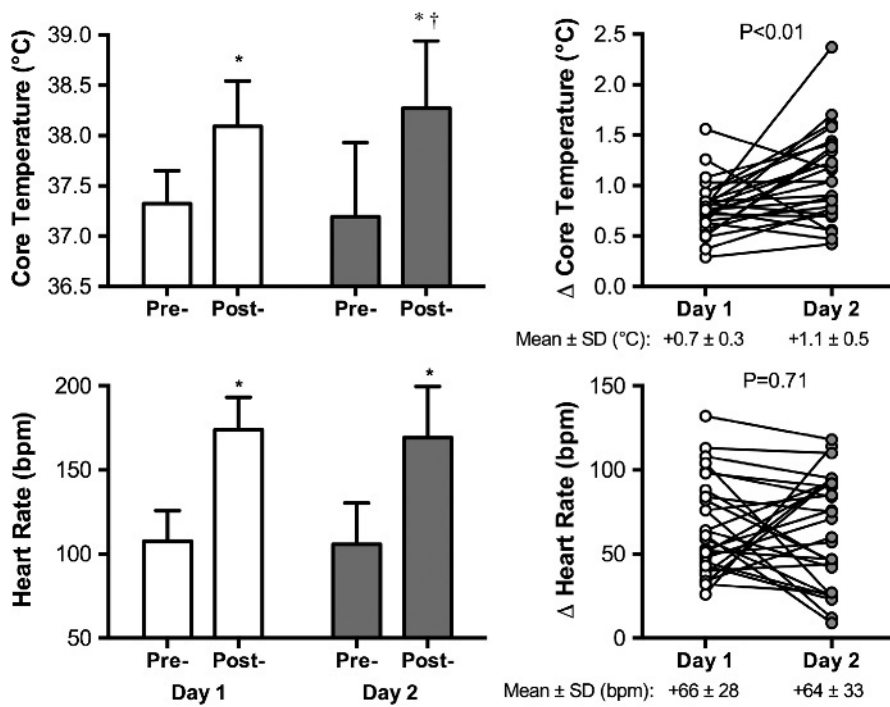 Core Temperature (°C)
39.0
38.5
38.0
37.5
37.0
36.5
*
* †
Pre-
Post-
Pre-
Post-
Δ Core Temperature (°C)
2.5
2.0
1.5
1.0
0.5
0.0
P<0.01
Day 1
Day 2
Mean ± SD (°C): +0.7 ± 0.3 +1.1 ± 0.5
Heart Rate (bpm)
200
150
100
50
*
*
Pre-
Post-
Pre-
Post-
Day 1
Day 2
Δ Heart Rate (bpm)
150
100
50
0
P=0.71
Day 1
Day 2
Mean ± SD (bpm): +66 ± 28 +64 ± 33